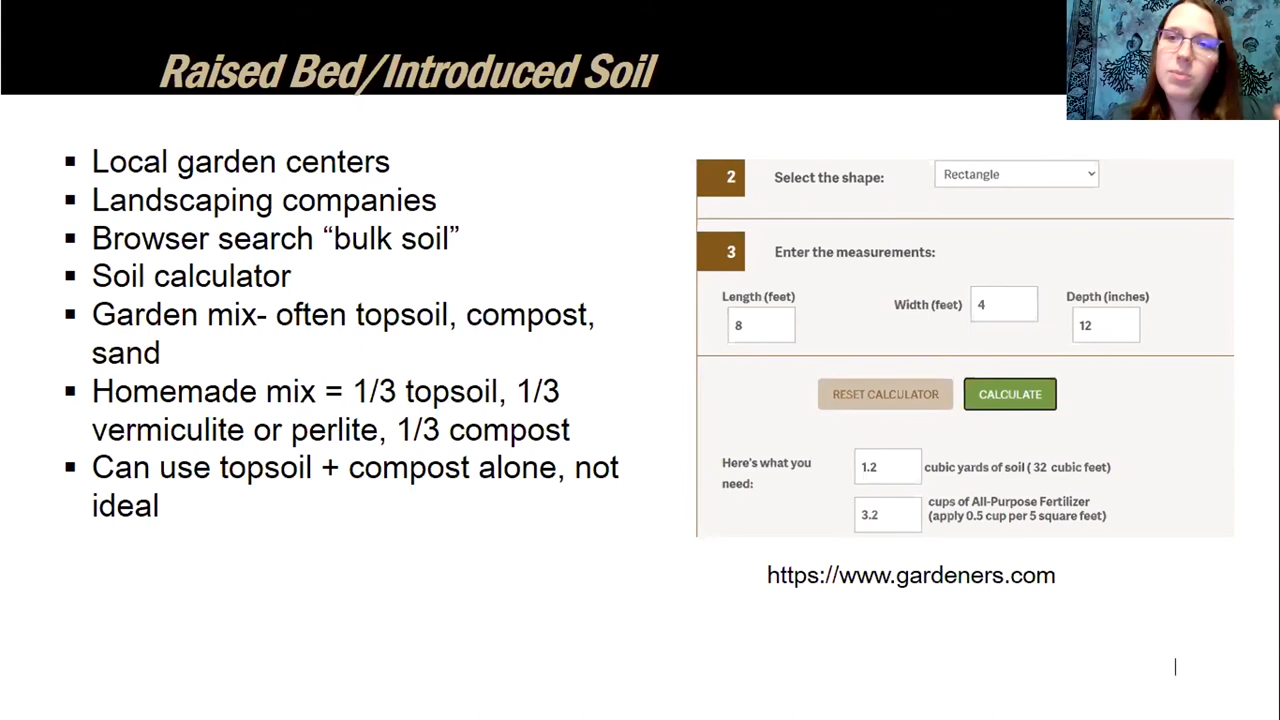 Raised Bed/Introduced Soil
▪ Local garden centers
▪ Landscaping companies
▪ Browser search “bulk soil”
▪ Soil calculator
▪ Garden mix- often topsoil, compost,
sand
▪ Homemade mix = 1/3 topsoil, 1/3
vermiculite or perlite, 1/3 compost
▪ Can use topsoil + compost alone, not
ideal
2 Select the shape: Rectangle
3 Enter the measurements:
Length (feet) 8
Width (feet) 4
Depth (inches) 12
RESET CALCULATOR CALCULATE
Here's what you
need:
1.2 cubic yards of soil ( 32 cubic feet)
3.2 cups of All-Purpose Fertilizer
(apply 0.5 cup per 5 square feet)
https://www.gardeners.com